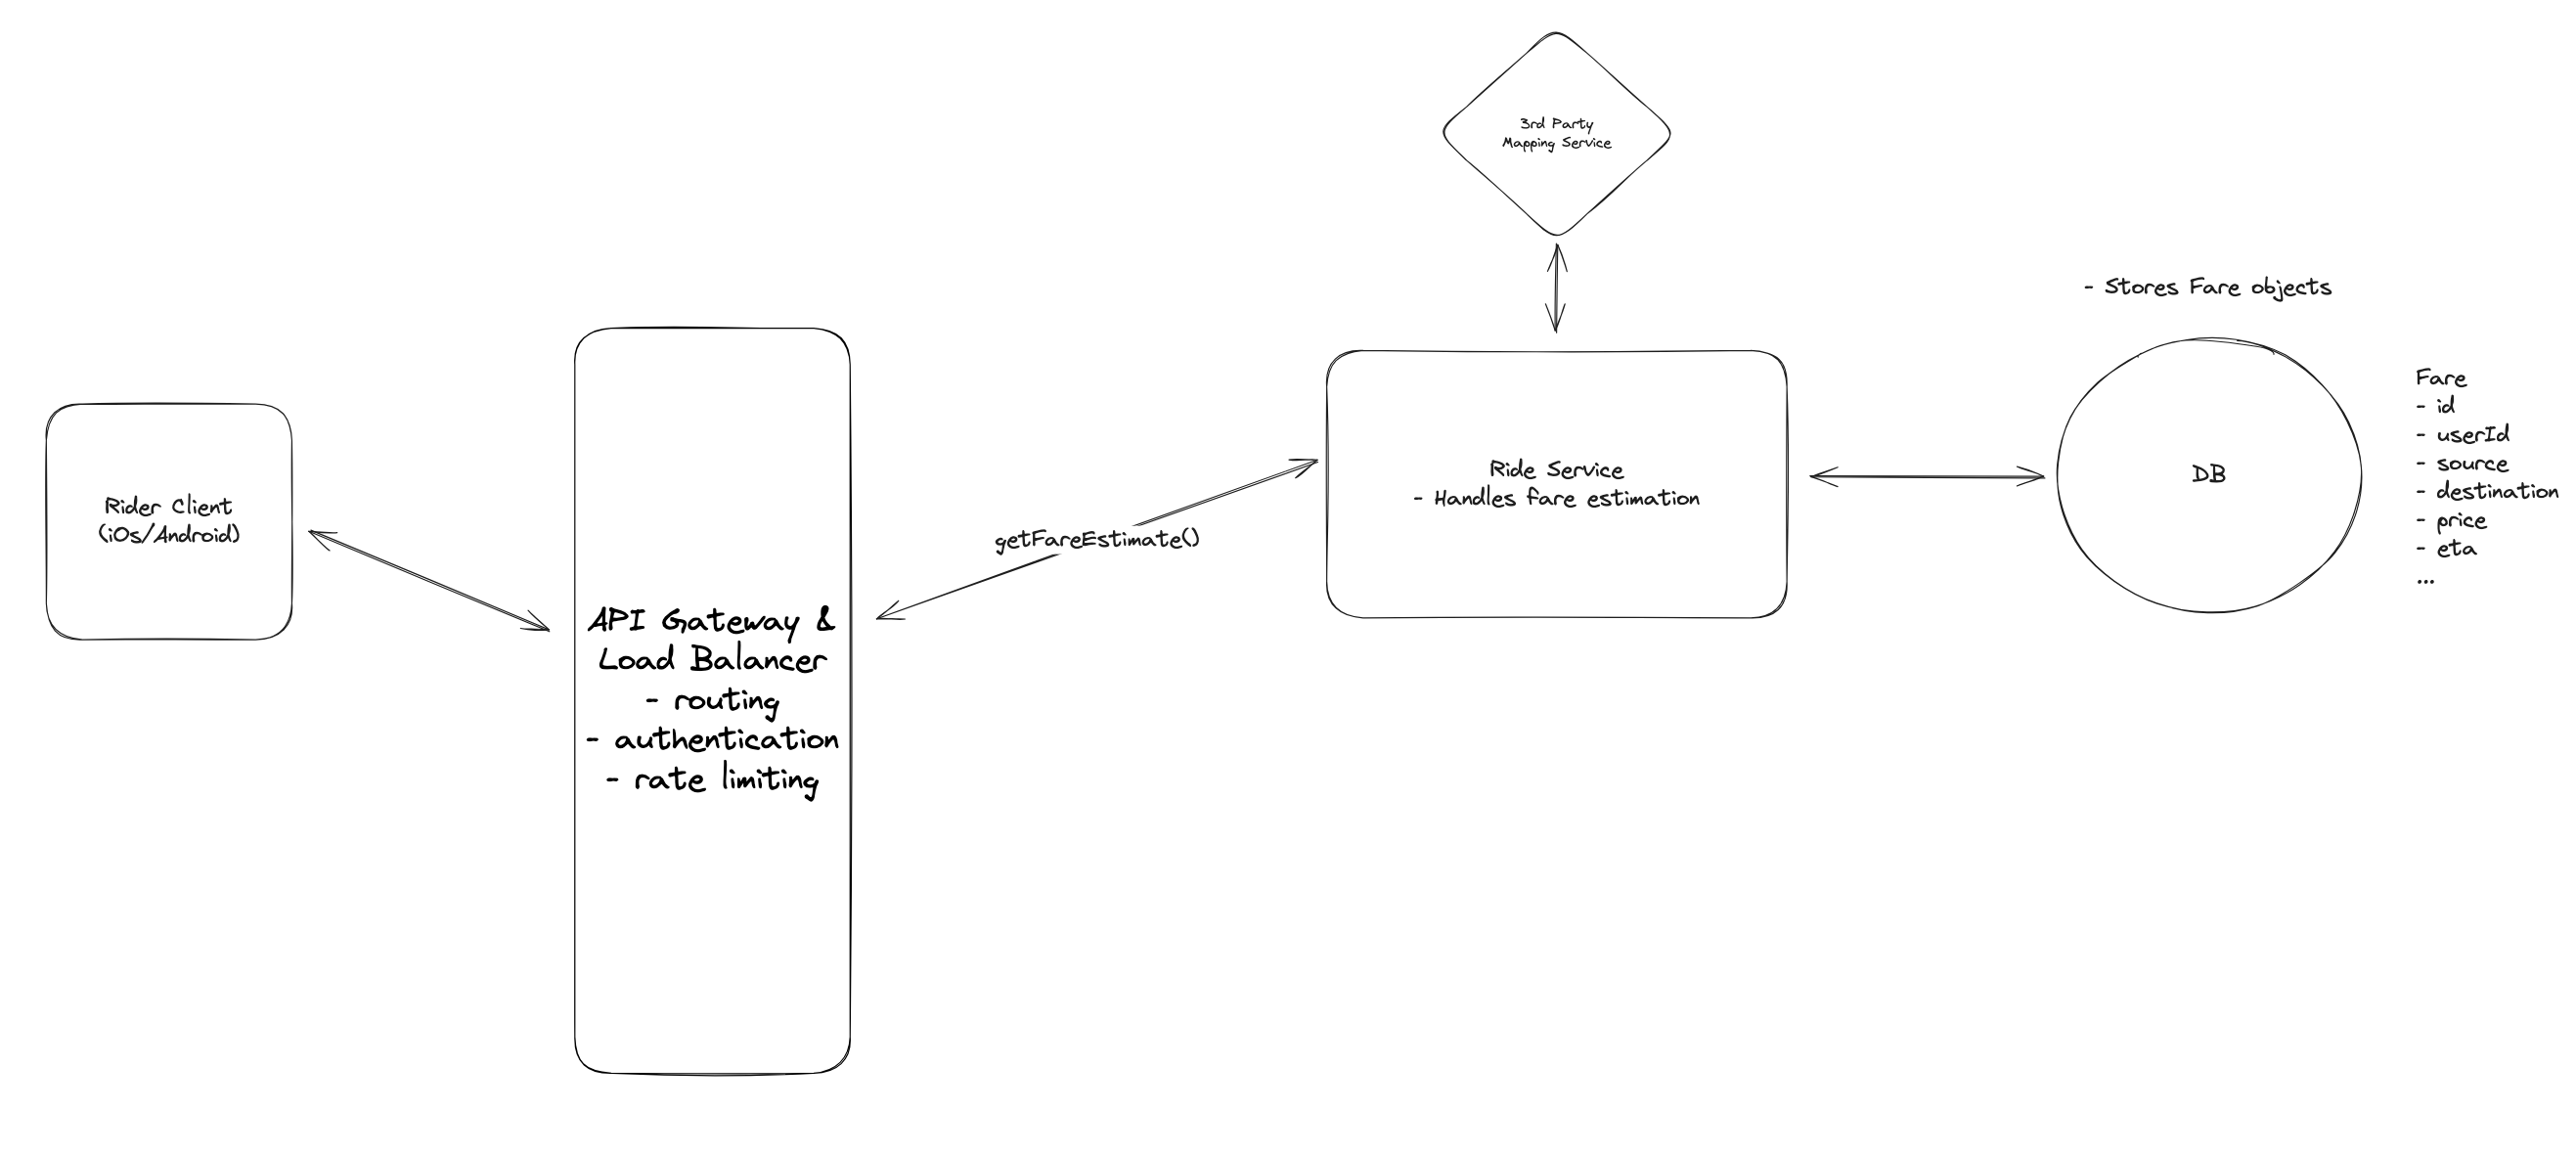 3rd Party
Mapping Service
- Stores Fare objects
Rider Client
(iOs/Android)
API Gateway &
Load Balancer
- routing
- authentication
- rate limiting
getFareEstimate()
Ride Service
- Handles fare estimation
DB
Fare
- id
- userId
- source
- destination
- price
- eta
...